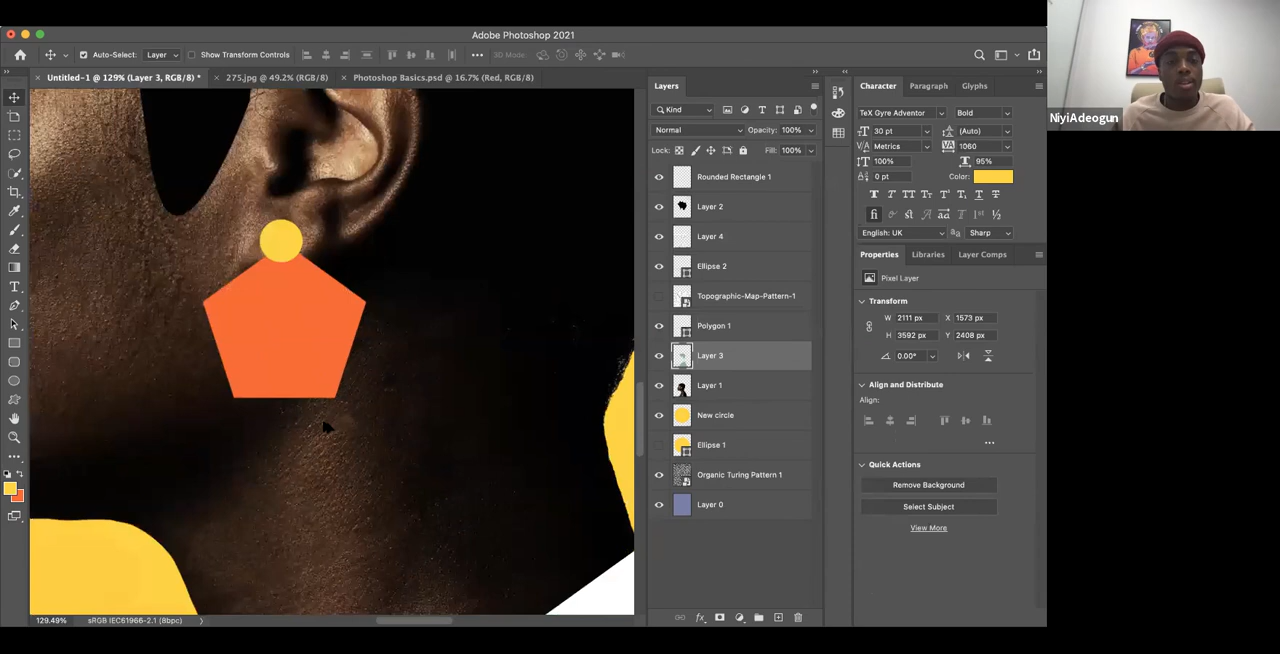 Adobe Photoshop 2021
Auto-Select: Layer Show Transform Controls 3D Mode:
Untitled-1 @ 129% (Layer 3, RGB/8) * 275.jpg @ 49.2% (RGB/8) Photoshop Basics.psd @ 16.7% (Red, RGB/8)
Layers
Kind
Normal Opacity: 100%
Lock: Fill: 100%
Rounded Rectangle 1
Layer 2
Layer 4
Ellipse 2
Topographic-Map-Pattern-1
Polygon 1
Layer 3
Layer 1
New circle
Ellipse 1
Organic Turing Pattern 1
Layer 0
Character Paragraph Glyphs
TeX Gyre Adventor Bold
30 pt (Auto)
Metrics 1060
100% 95%
0 pt Color:
English: UK Sharp
Properties Libraries Layer Comps
Pixel Layer
Transform
W 2111 px X 1573 px
H 3592 px Y 2408 px
0.00°
Align and Distribute
Align:
Quick Actions
Remove Background
Select Subject
View More
129.49% sRGB IEC61966-2.1 (8bpc)
NiyiAdeogun